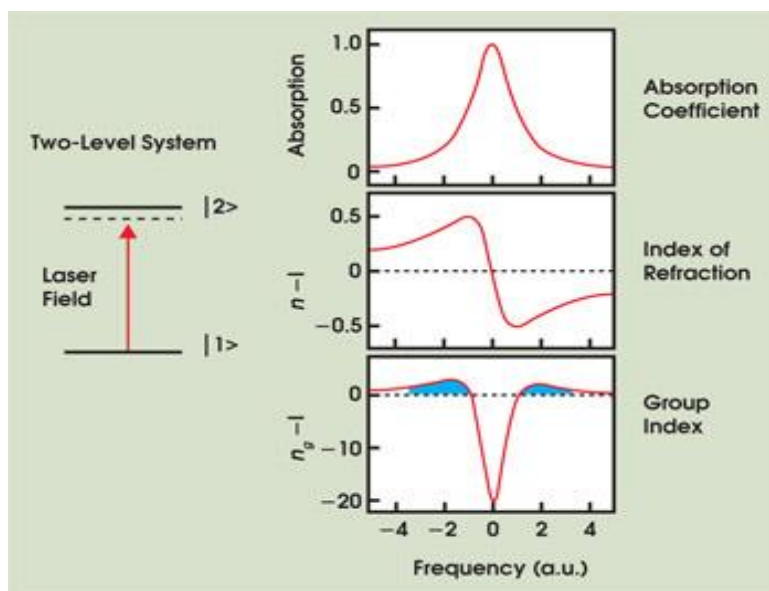 Two-Level System
|2>
Laser
Field
|1>
Absorption
1.0
0.5
0
Absorption
Coefficient
n –I
0.5
0
–0.5
Index of
Refraction
ng –I
0
–10
–20
Group
Index
–4 –2 0 2 4
Frequency (a.u.)